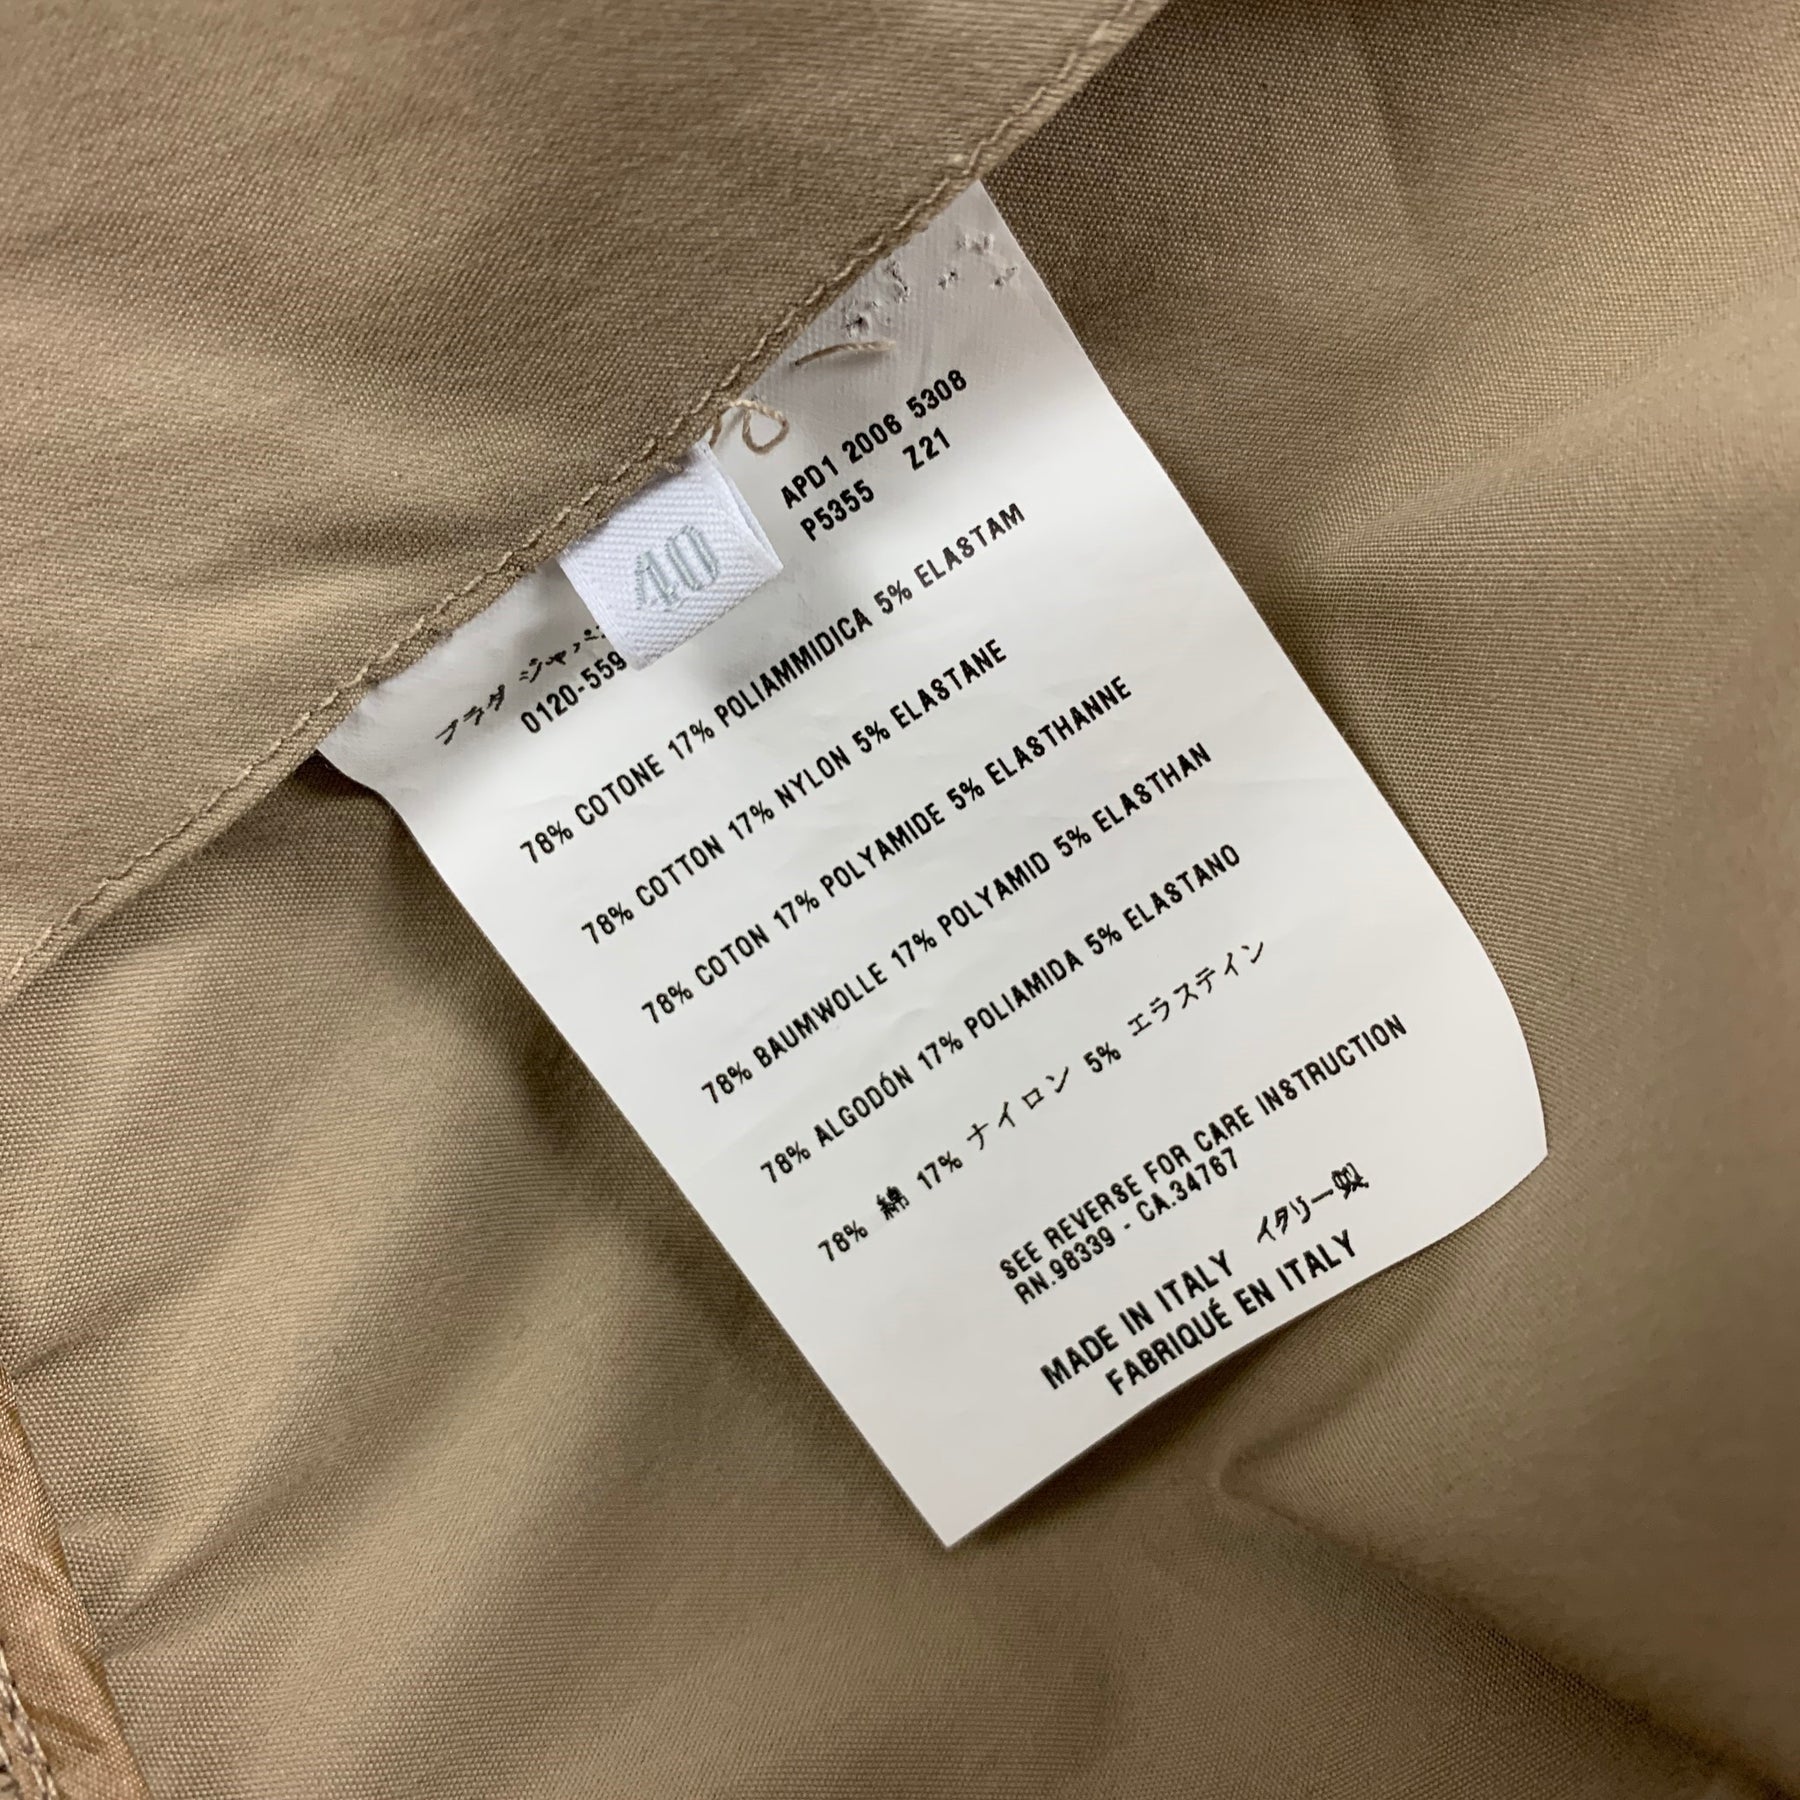 40
APD1 2006 5308
P5355 Z21
プラダ ジャパン
0120-559
78% COTONE 17% POLIAMMIDICA 5% ELASTAM
78% COTTON 17% NYLON 5% ELASTANE
78% COTON 17% POLYAMIDE 5% ELASTHANNE
78% BAUMWOLLE 17% POLYAMID 5% ELASTHAN
78% ALGODÓN 17% POLIAMIDA 5% ELASTANO
78% 綿 17% ナイロン 5% エラステイン
SEE REVERSE FOR CARE INSTRUCTION
RN.98339 - CA.34767
MADE IN ITALY イタリー製
FABRIQUÉ EN ITALY